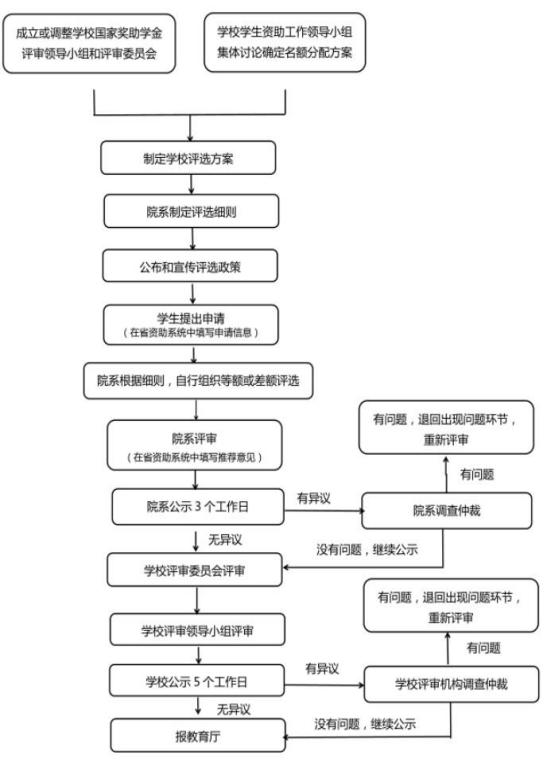 成立或调整学校国家奖助学金
评审领导小组和评审委员会
学校学生资助工作领导小组
集体讨论确定名额分配方案
制定学校评选方案
院系制定评选细则
公布和宣传评选政策
学生提出申请
（在省资助系统中填写申请信息）
院系根据细则，自行组织等额或差额评选
院系评审
（在省资助系统中填写推荐意见）
有问题，退回出现问题环节，
重新评审
有问题
院系公示 3 个工作日
有异议
院系调查仲裁
无异议
没有问题，继续公示
学校评审委员会评审
有问题，退回出现问题环节，
重新评审
学校评审领导小组评审
有问题
学校公示 5 个工作日
有异议
学校评审机构调查仲裁
无异议
没有问题，继续公示
报教育厅